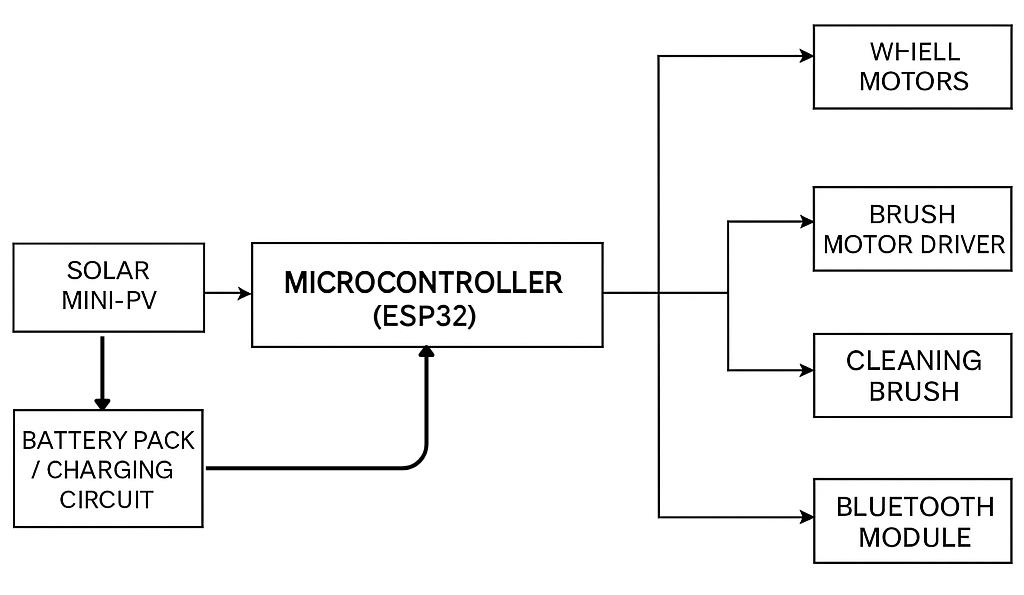 WHELL
MOTORS
BRUSH
MOTOR DRIVER
SOLAR
MINI-PV
MICROCONTROLLER
(ESP32)
CLEANING
BRUSH
BATTERY PACK
/ CHARGING
CIRCUIT
BLUETOOTH
MODULE